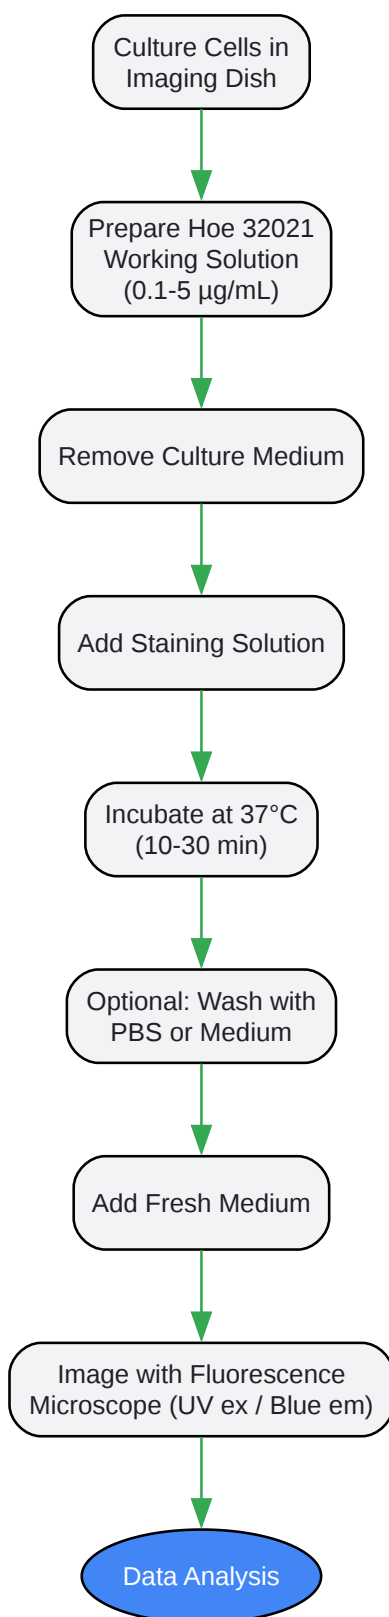 Culture Cells in
Imaging Dish
Prepare Hoe 32021
Working Solution
(0.1-5 µg/mL)
Remove Culture Medium
Add Staining Solution
Incubate at 37°C
(10-30 min)
Optional: Wash with
PBS or Medium
Add Fresh Medium
Image with Fluorescence
Microscope (UV ex / Blue em)
Data Analysis